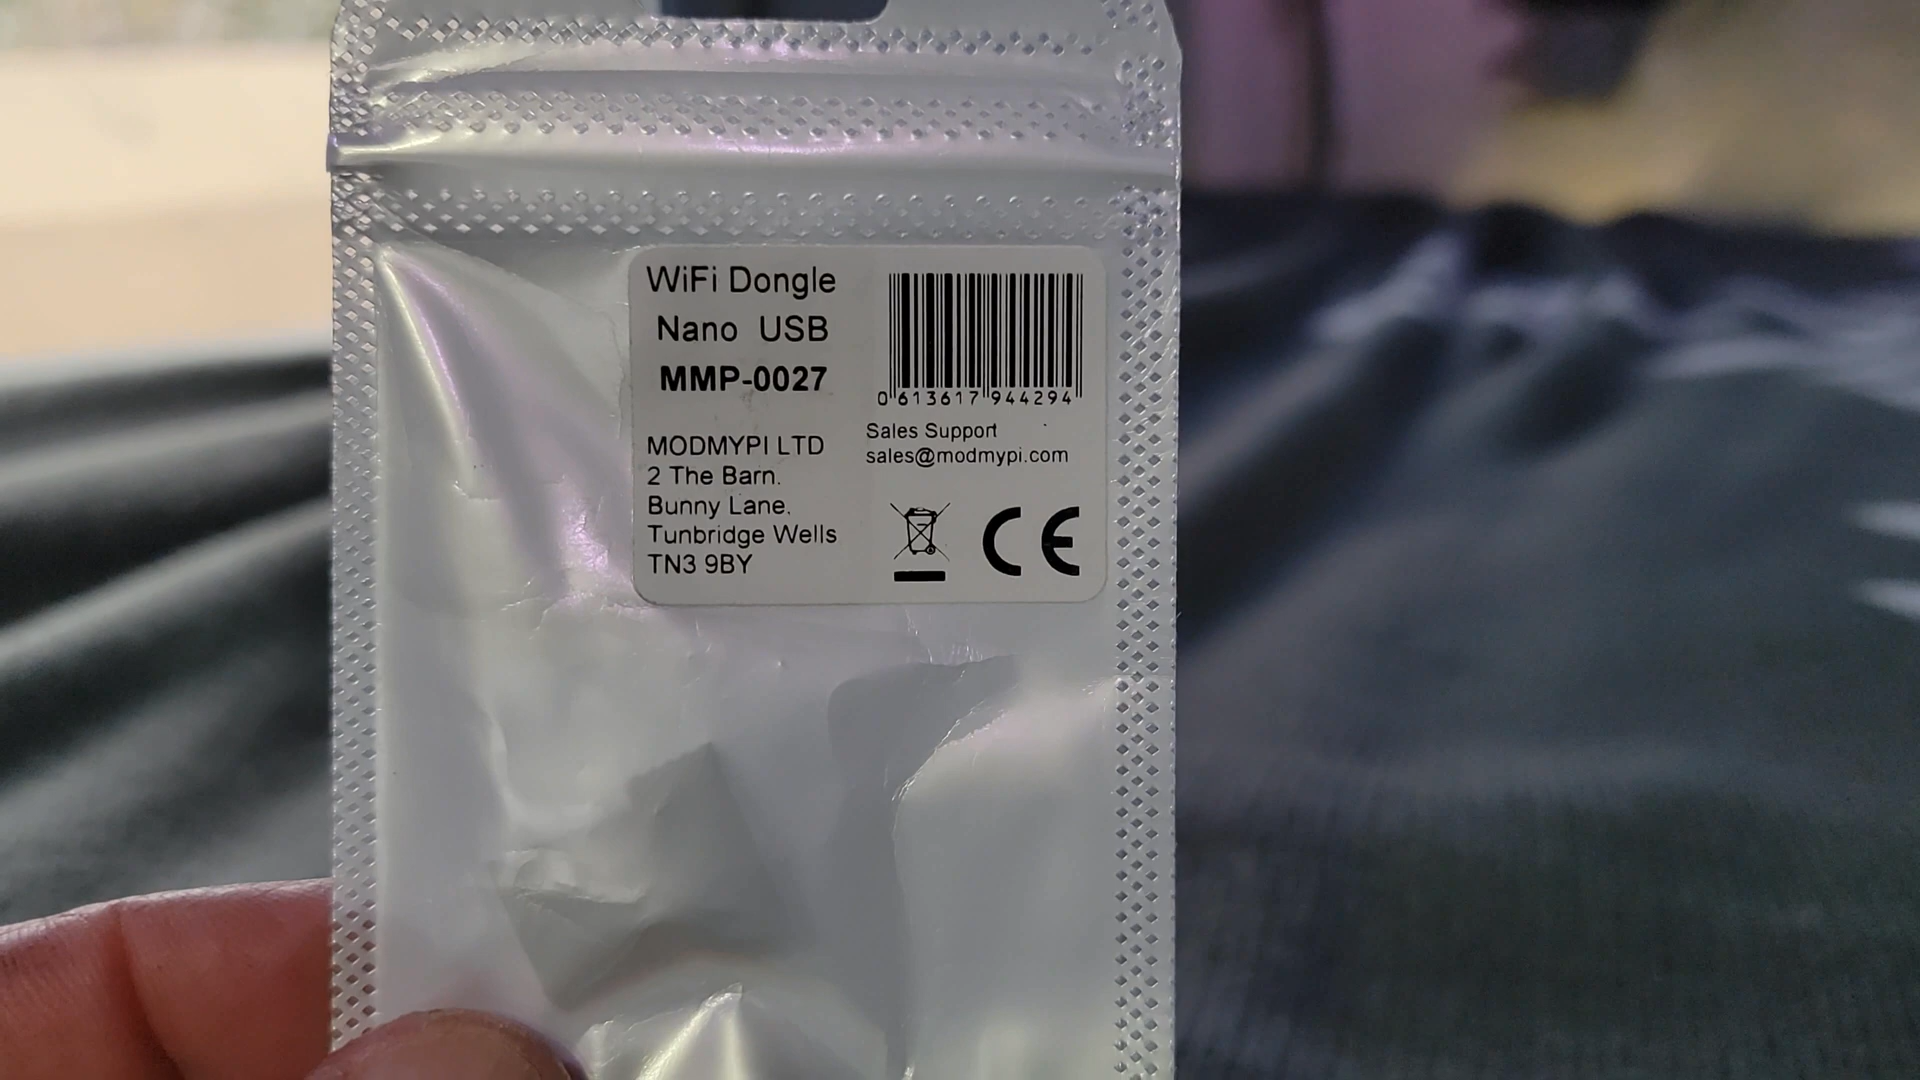 WiFi Dongle
Nano USB
MMP-0027
0 613617 944294
MODMYPI LTD
2 The Barn.
Bunny Lane.
Tunbridge Wells
TN3 9BY
Sales Support
sales@modmypi.com
CE